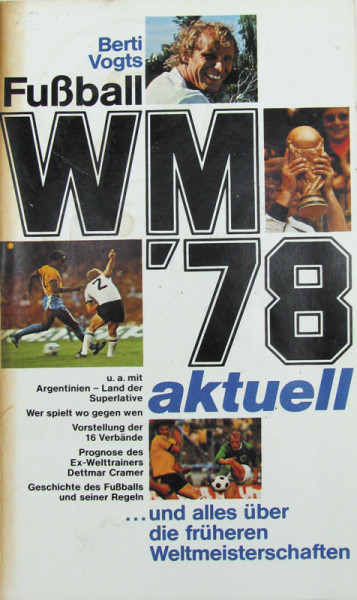 Berti
Vogts
Fußball
WM
'78
aktuell
2
u. a. mit
Argentinien – Land der
Superlative
Wer spielt wo gegen wen
Vorstellung der
16 Verbände
Prognose des
Ex-Welttrainers
Dettmar Cramer
Geschichte des Fußballs
und seiner Regeln
...und alles über
die früheren
Weltmeisterschaften